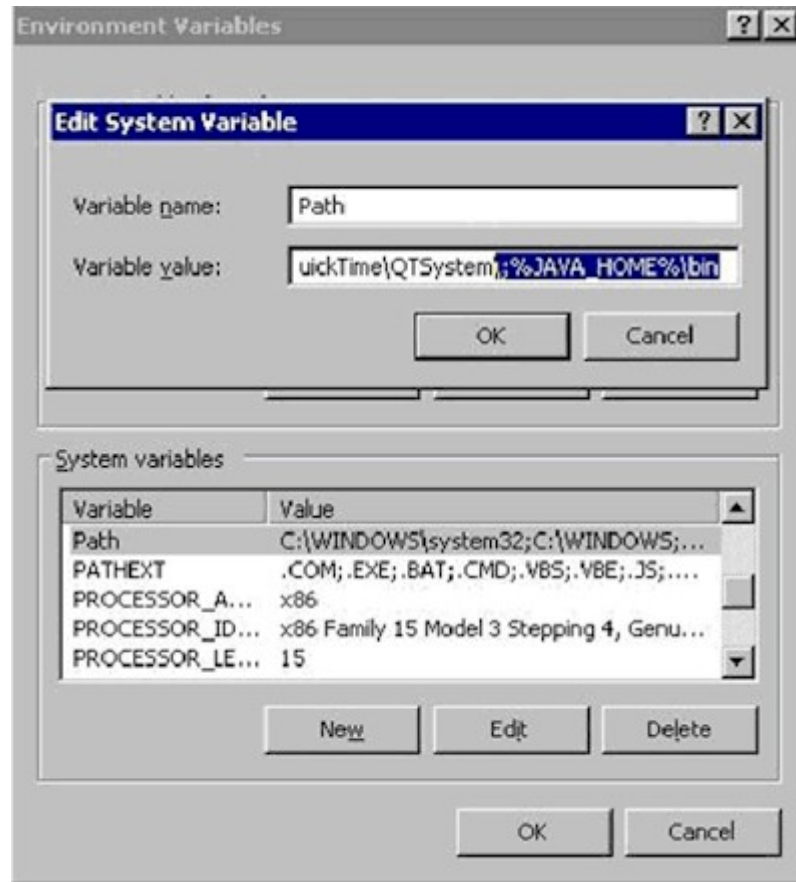 Environment Variables
Edit System Variable
Variable name:
Path
Variable value:
uickTime\QTSystem\;%JAVA_HOME%\bin
OK Cancel
System variables
Variable Value
Path C:\WINDOWS\system32;C:\WINDOWS;...
PATHEXT .COM;.EXE;.BAT;.CMD;.VBS;.VBE;.JS;....
PROCESSOR_A... x86
PROCESSOR_ID... x86 Family 15 Model 3 Stepping 4, Genu...
PROCESSOR_LE... 15
New Edit Delete
OK Cancel